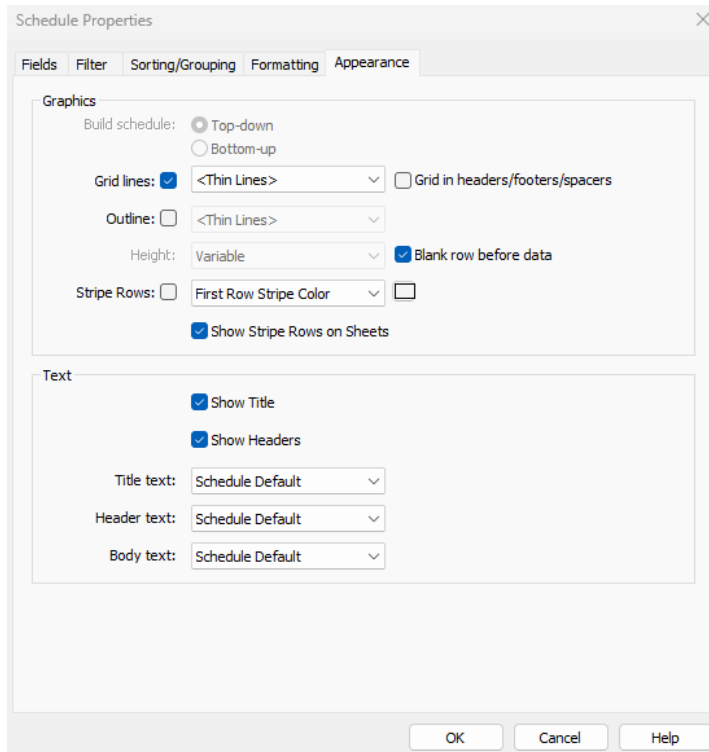 Schedule Properties
Fields Filter Sorting/Grouping Formatting Appearance
Graphics
Build schedule: Top-down
Bottom-up
Grid lines: <Thin Lines> Grid in headers/footers/spacers
Outline: <Thin Lines>
Height: Variable Blank row before data
Stripe Rows: First Row Stripe Color
Show Stripe Rows on Sheets
Text
Show Title
Show Headers
Title text: Schedule Default
Header text: Schedule Default
Body text: Schedule Default
OK Cancel Help